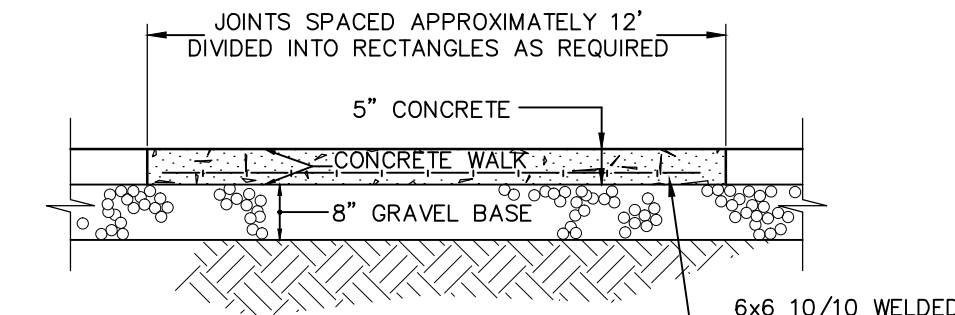 JOINTS SPACED APPROXIMATELY 12'
DIVIDED INTO RECTANGLES AS REQUIRED
5" CONCRETE
CONCRETE WALK
8" GRAVEL BASE
6x6 10/10 WELDED